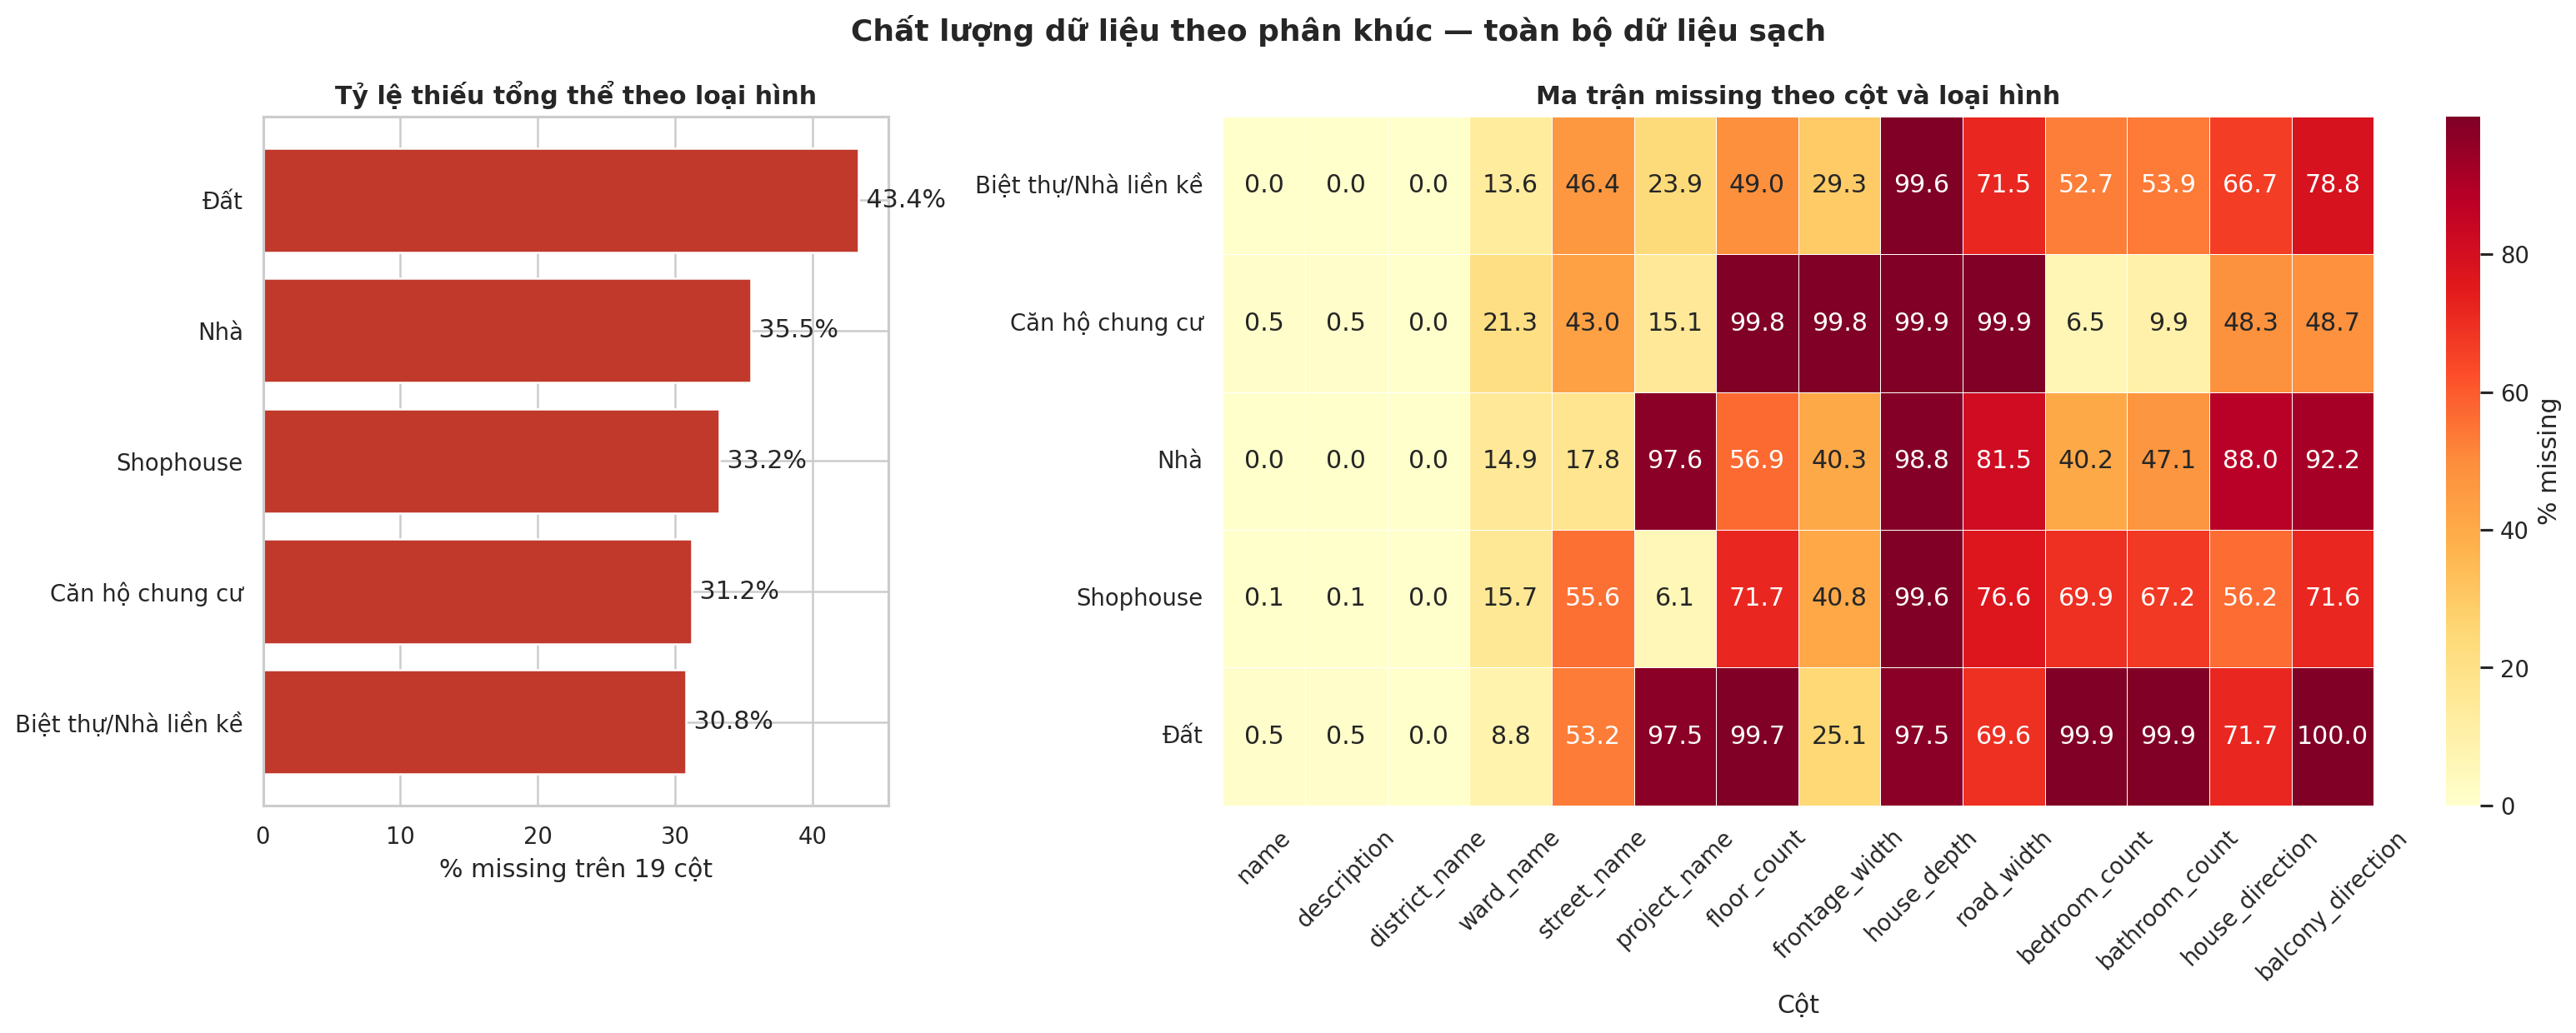 Chất lượng dữ liệu theo phân khúc — toàn bộ dữ liệu sạch
Tỷ lệ thiếu tổng thể theo loại hình
Đất 43.4%
Nhà 35.5%
Shophouse 33.2%
Căn hộ chung cư 31.2%
Biệt thự/Nhà liền kề 30.8%
0 10 20 30 40
% missing trên 19 cột
Ma trận missing theo cột và loại hình
Biệt thự/Nhà liền kề 0.0 0.0 0.0 13.6 46.4 23.9 49.0 29.3 99.6 71.5 52.7 53.9 66.7 78.8
Căn hộ chung cư 0.5 0.5 0.0 21.3 43.0 15.1 99.8 99.8 99.9 99.9 6.5 9.9 48.3 48.7
Nhà 0.0 0.0 0.0 14.9 17.8 97.6 56.9 40.3 98.8 81.5 40.2 47.1 88.0 92.2
Shophouse 0.1 0.1 0.0 15.7 55.6 6.1 71.7 40.8 99.6 76.6 69.9 67.2 56.2 71.6
Đất 0.5 0.5 0.0 8.8 53.2 97.5 99.7 25.1 97.5 69.6 99.9 99.9 71.7 100.0
name description district_name ward_name street_name project_name floor_count frontage_width house_depth road_width bedroom_count bathroom_count house_direction balcony_direction
Cột
80
60
40
20
0
% missing